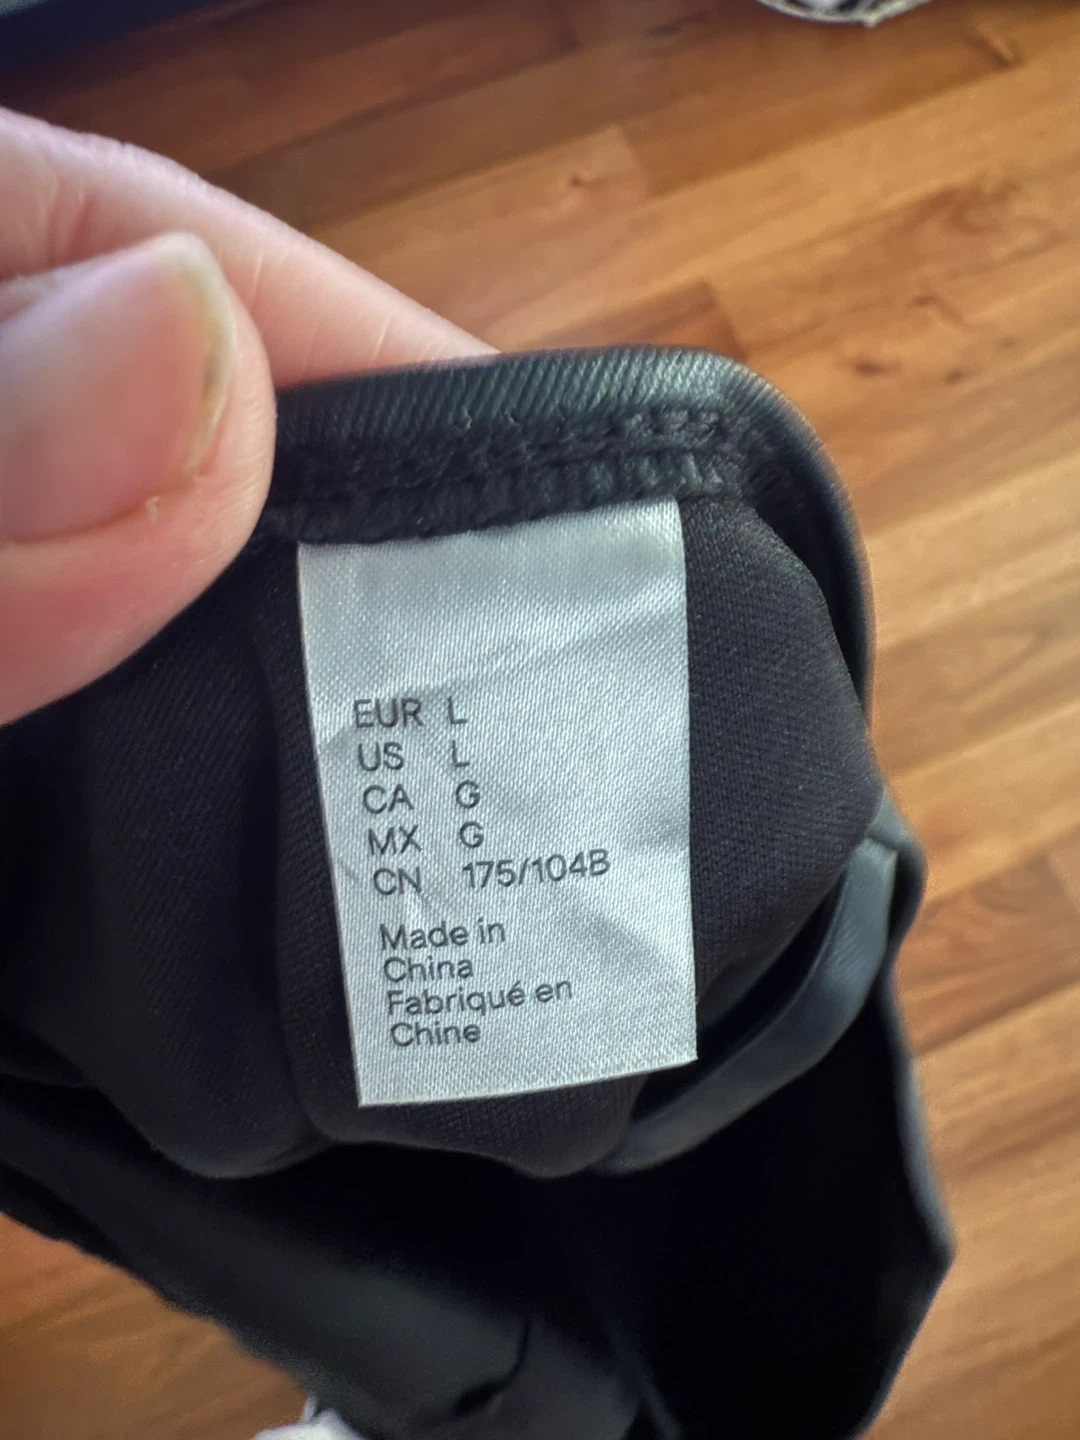 EUR L
US L
CA G
MX G
CN 175/104B
Made in
China
Fabriqué en
Chine